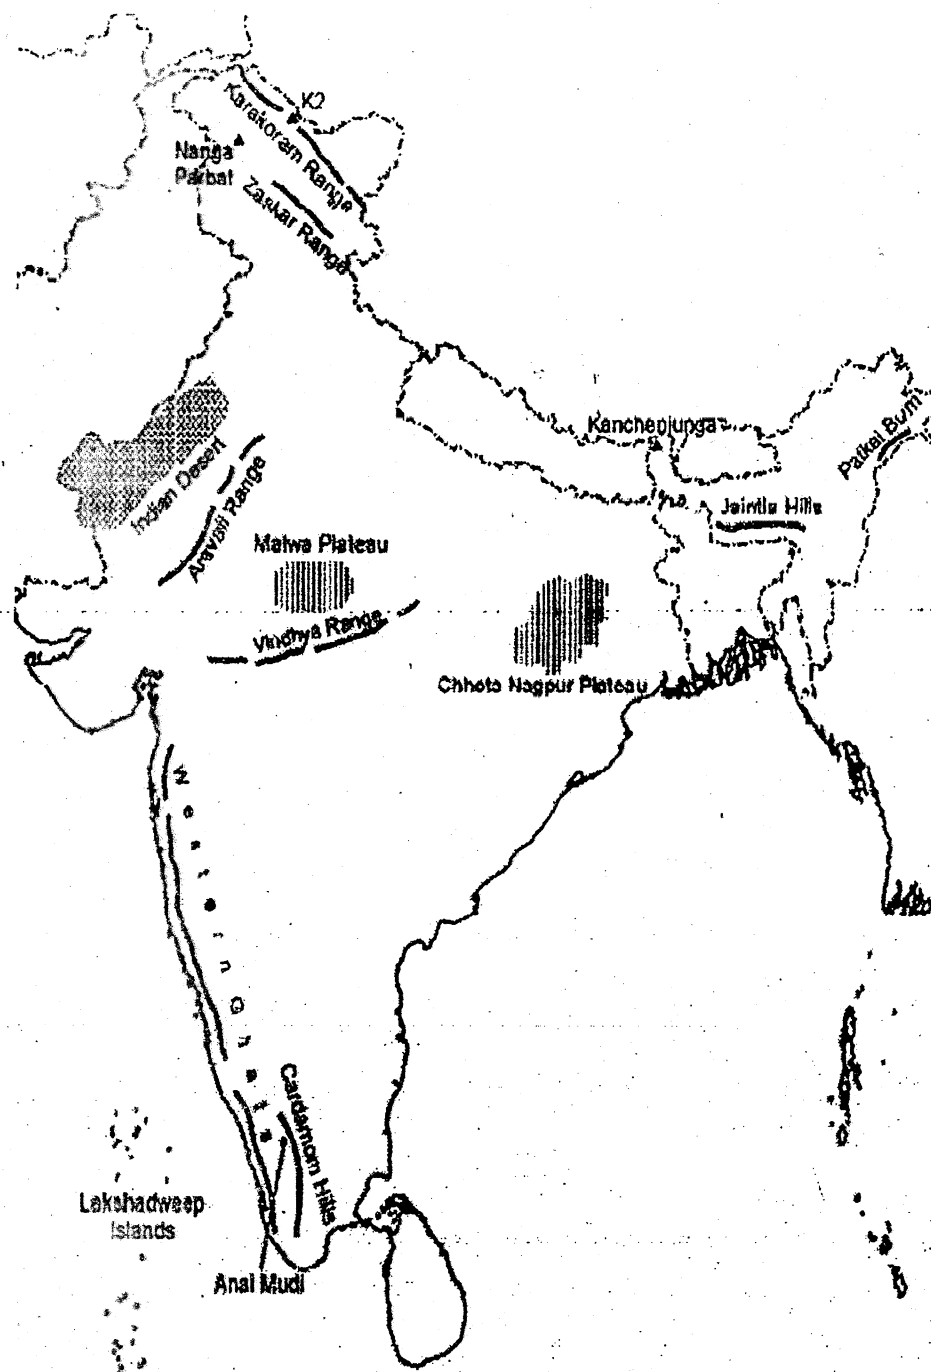 K2
Karakoram Range
Nanga
Parbat
Zaskar Range
Kanchenjunga
Patkai Bum
Indian Desert
Aravali Range
Jaintia Hills
Malwa Plateau
Vindhya Range
Chhota Nagpur Plateau
Western Ghats
Cardamom Hills
Lakshadweep
Islands
Anai Mudi